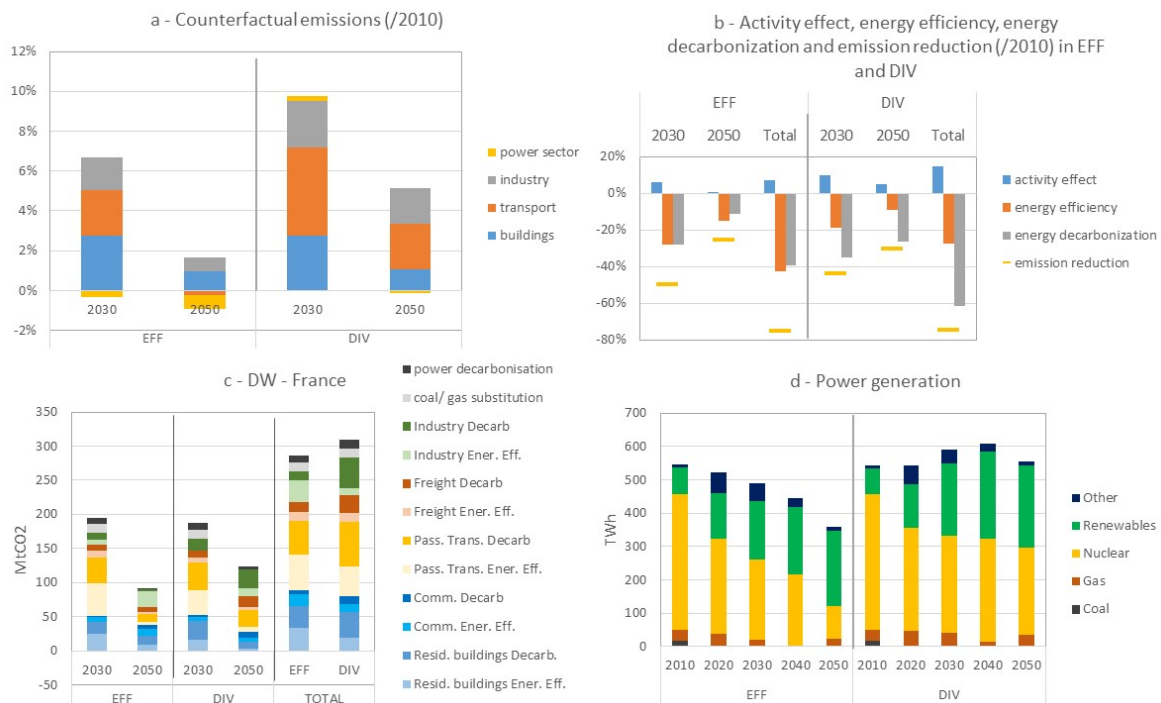 a - Counterfactual emissions (/2010)
12%
10%
8%
6%
4%
2%
0%
-2%
2030
2050
2030
2050
EFF
DIV
power sector
industry
transport
buildings
b - Activity effect, energy efficiency, energy
decarbonization and emission reduction (/2010) in EFF
and DIV
EFF
DIV
2030
2050
Total
2030
2050
Total
20%
0%
-20%
-40%
-60%
-80%
activity effect
energy efficiency
energy decarbonization
emission reduction
c - DW - France
MtCO2
350
300
250
200
150
100
50
0
-50
2030
2050
2030
2050
EFF
DIV
EFF
DIV
TOTAL
power decarbonisation
coal/ gas substitution
Industry Decarb
Industry Ener. Eff.
Freight Decarb
Freight Ener. Eff.
Pass. Trans. Decarb
Pass. Trans. Ener. Eff.
Comm. Decarb
Comm. Ener. Eff.
Resid. buildings Decarb.
Resid. buildings Ener. Eff.
d - Power generation
TWh
700
600
500
400
300
200
100
0
2010
2020
2030
2040
2050
2010
2020
2030
2040
2050
EFF
DIV
Other
Renewables
Nuclear
Gas
Coal